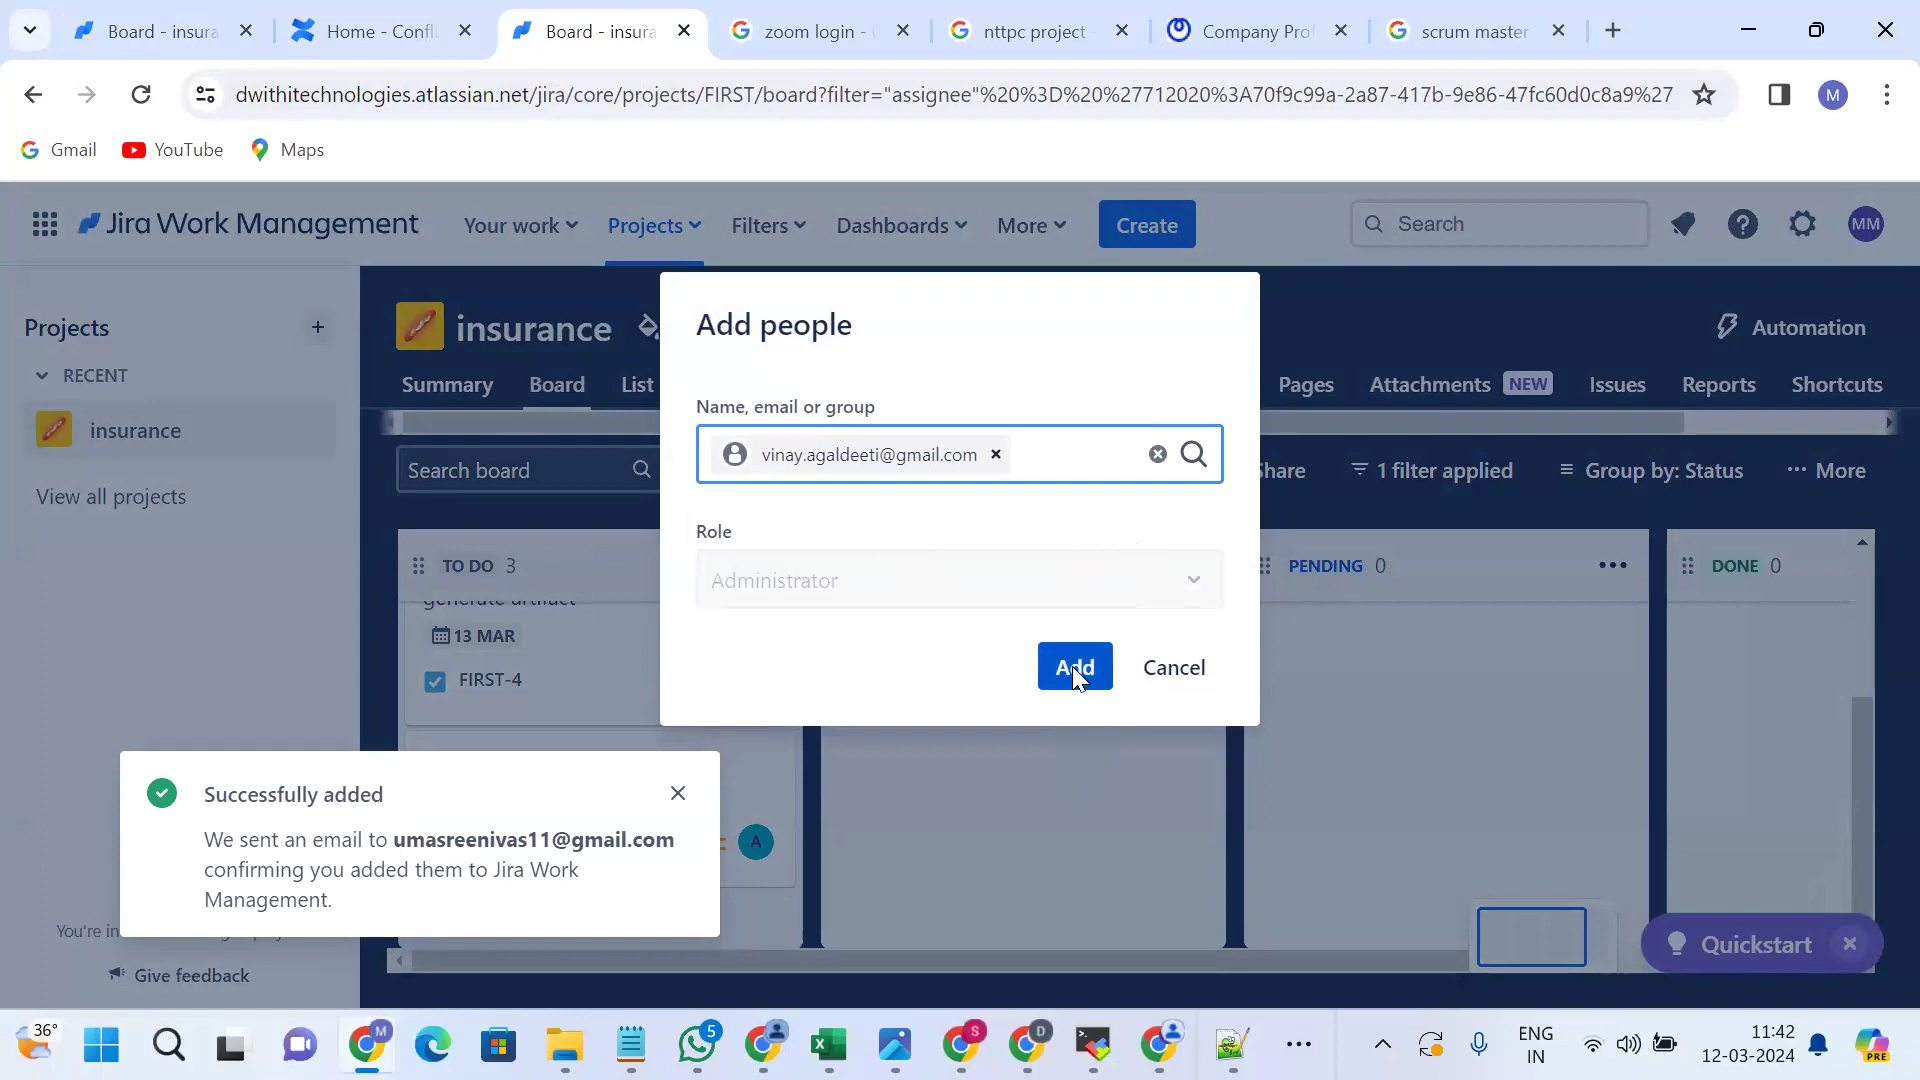 Board - insura
Home - Confl
Board - insura
zoom login -
nttpc project
Company Prof
scrum master
dwithitechnologies.atlassian.net/jira/core/projects/FIRST/board?filter="assignee"%20%3D%20%27712020%3A70f9c99a-2a87-417b-9e86-47fc60d0c8a9%27
M
Gmail
YouTube
Maps
Jira Work Management
Your work
Projects
Filters
Dashboards
More
Create
Search
MM
Projects
RECENT
insurance
View all projects
Give feedback
insurance
Automation
Summary
Board
List
Pages
Attachments
NEW
Issues
Reports
Shortcuts
Search board
1 filter applied
Group by: Status
More
TO DO 3
generate artifact
13 MAR
FIRST-4
A
PENDING 0
DONE 0
Add people
Name, email or group
vinay.agaldeeti@gmail.com
Role
Administrator
Add
Cancel
Successfully added
We sent an email to umasreenivas11@gmail.com
confirming you added them to Jira Work
Management.
Quickstart
36°
M
5
S
D
ENG
IN
11:42
12-03-2024
PRE